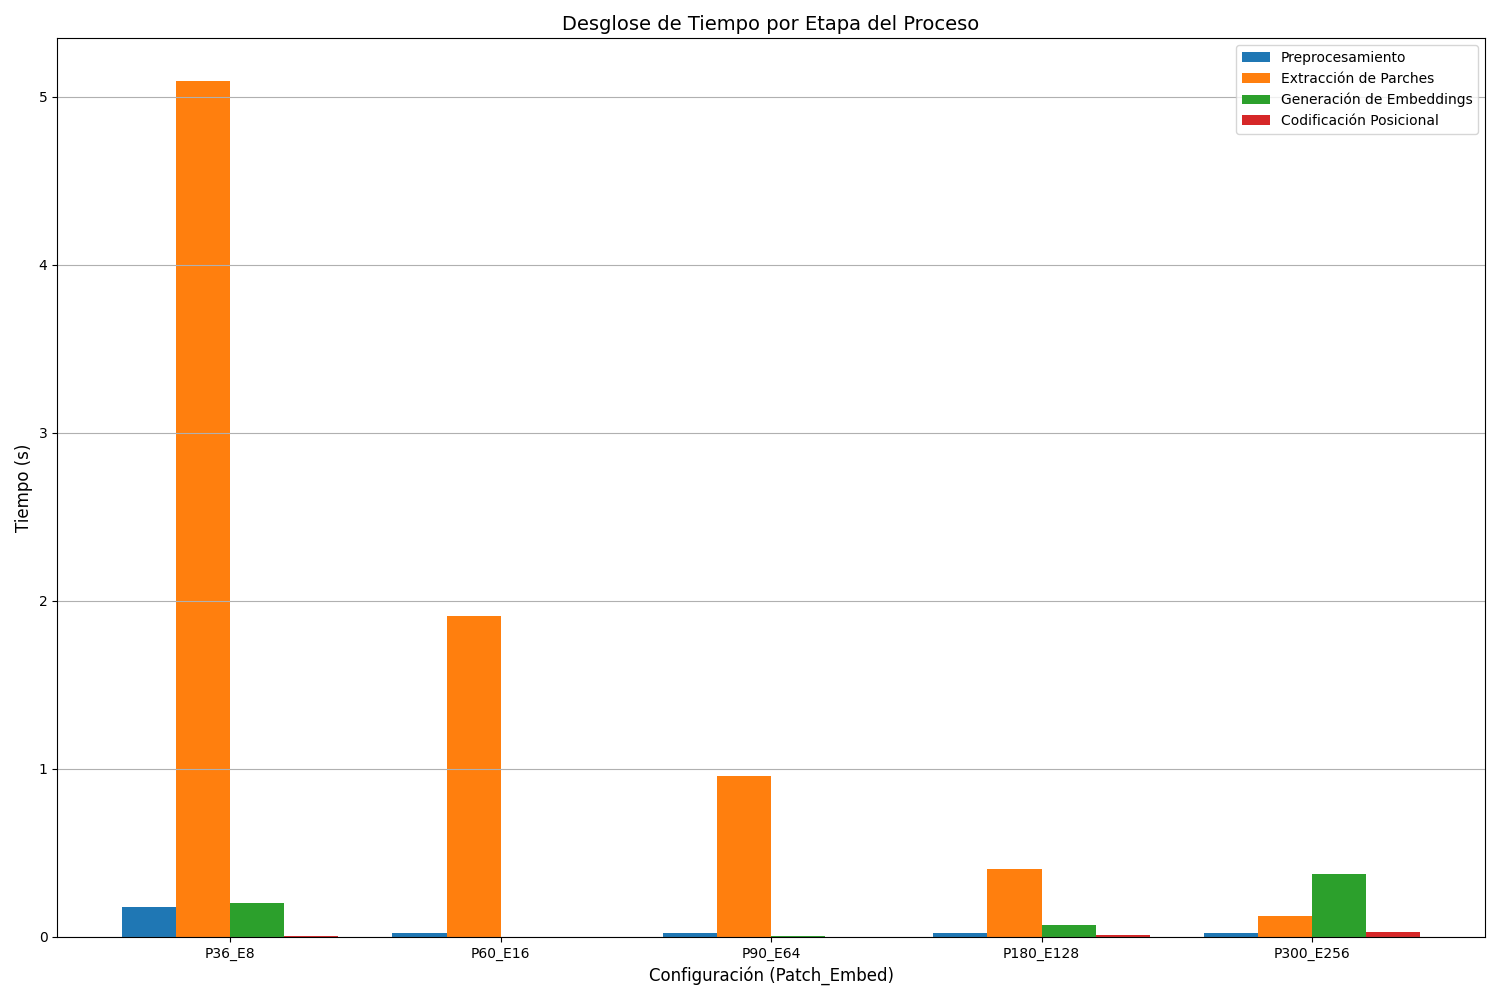 Desglose de Tiempo por Etapa del Proceso
Preprocesamiento
Extracción de Parches
Generación de Embeddings
Codificación Posicional
5
4
3
2
1
0
Tiempo (s)
P36_E8
P60_E16
P90_E64
P180_E128
P300_E256
Configuración (Patch_Embed)